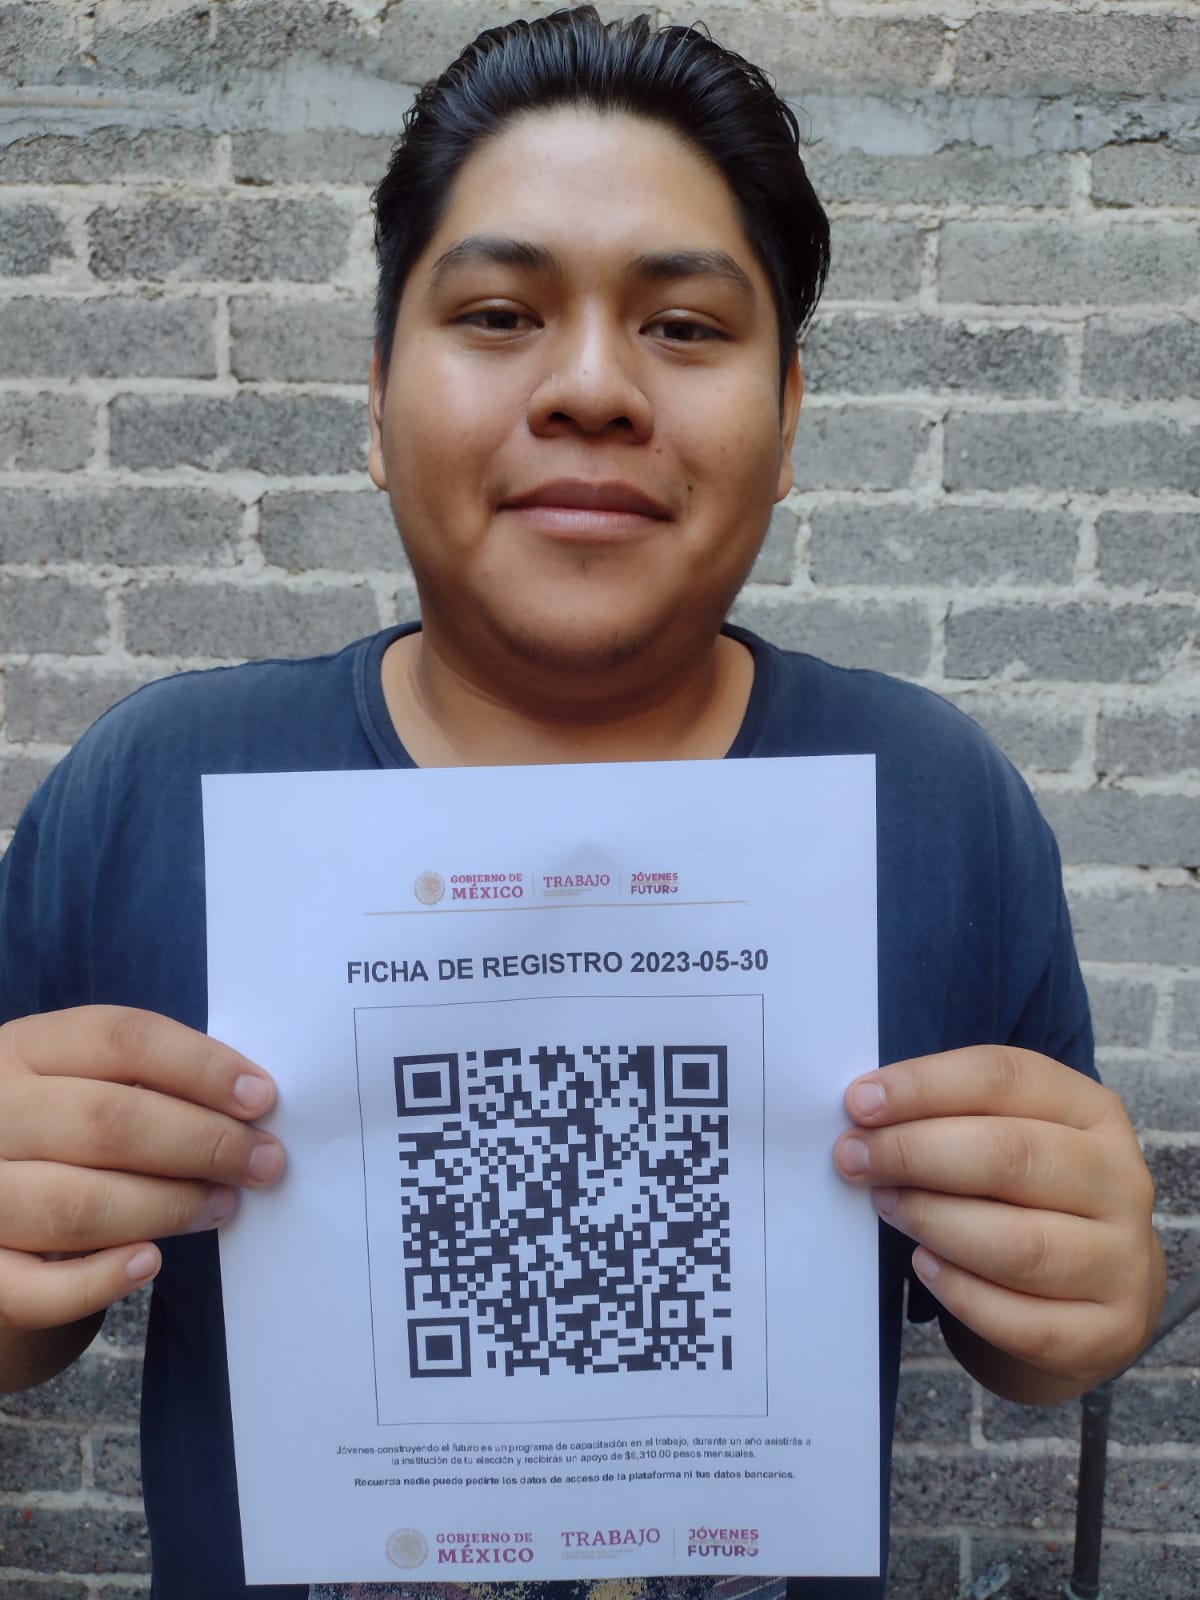 GOBIERNO DE MÉXICO TRABAJO JÓVENES FUTURO
FICHA DE REGISTRO 2023-05-30
Jóvenes construyendo el futuro es un programa de capacitación en el trabajo, durante un año asistirás a
la institución de tu elección y recibirás un apoyo de $6,310.00 pesos mensuales.
Recuerda nadie puede pedirte los datos de acceso de la plataforma ni tus datos bancarios.
GOBIERNO DE MÉXICO TRABAJO JÓVENES FUTURO